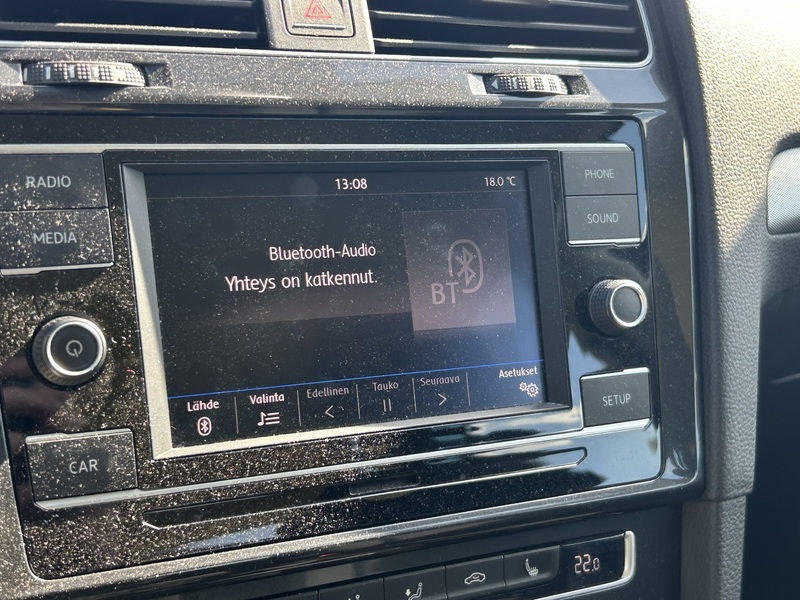 RADIO
MEDIA
CAR
13:08
18.0 °C
Bluetooth-Audio
Yhteys on katkennut.
BT
Lähde
Valinta
Edellinen
Tauko
Seuraava
Asetukset
PHONE
SOUND
SETUP
22.0